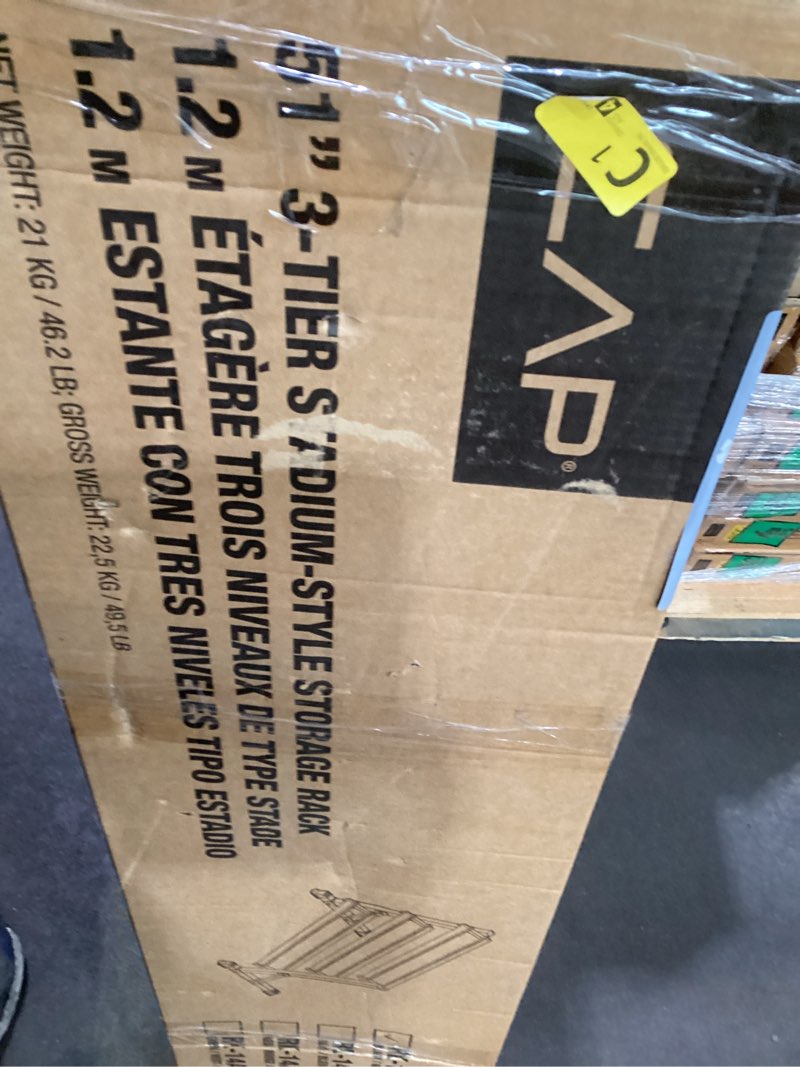 CAP®
C1
A
51" 3-TIER STADIUM-STYLE STORAGE RACK
1.2 M ÉTAGÈRE TROIS NIVEAUX DE TYPE STADE
1.2 M ESTANTE CON TRES NIVELES TIPO ESTADIO
NET WEIGHT: 21 KG / 46.2 LB; GROSS WEIGHT: 22,5 KG / 49,5 LB